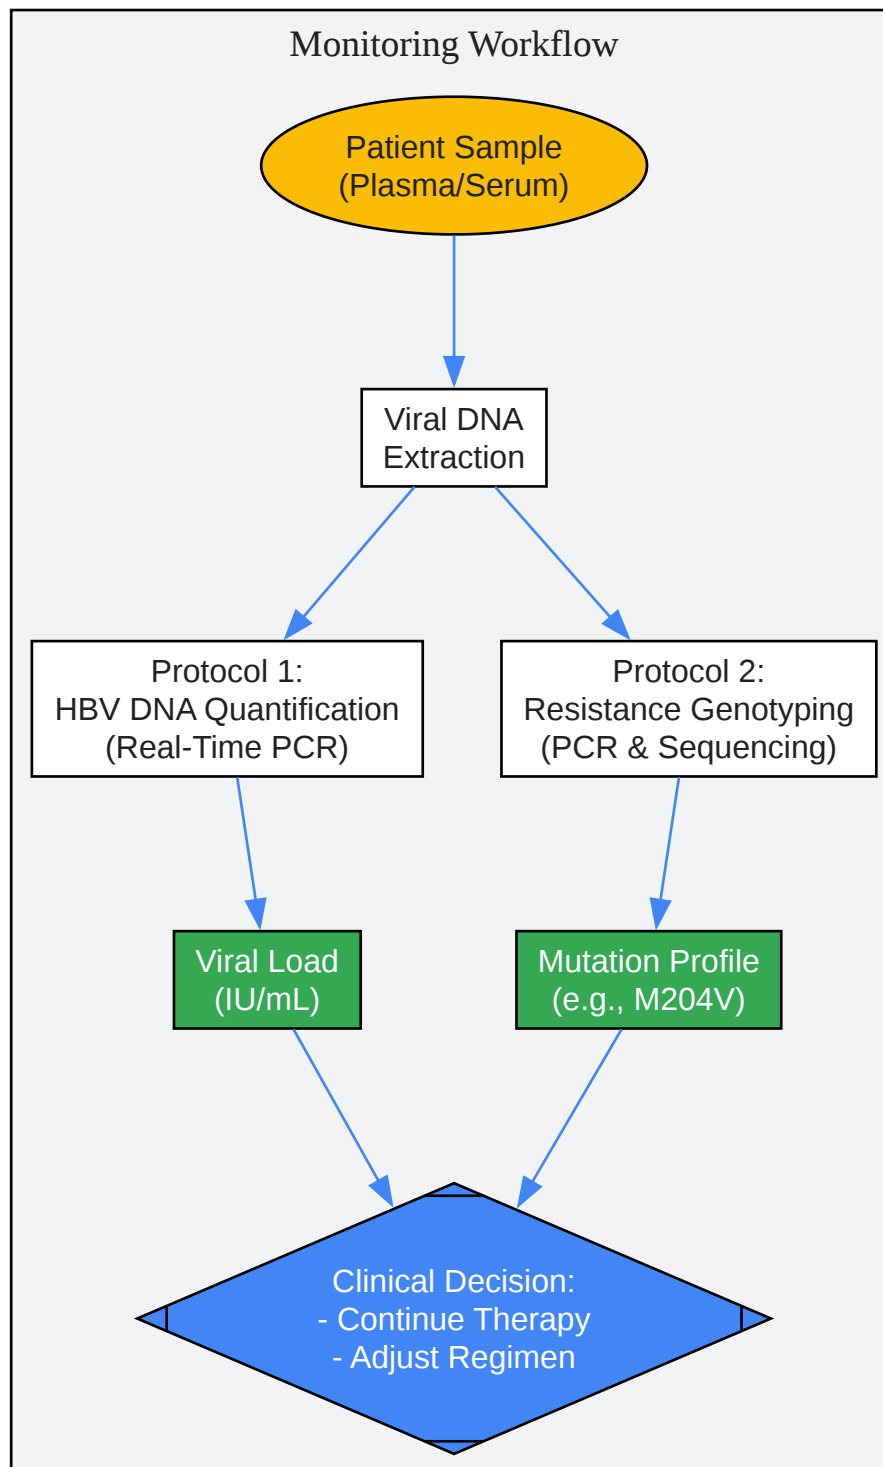 Monitoring Workflow
Patient Sample
(Plasma/Serum)
Viral DNA
Extraction
Protocol 1:
HBV DNA Quantification
(Real-Time PCR)
Protocol 2:
Resistance Genotyping
(PCR & Sequencing)
Viral Load
(IU/mL)
Mutation Profile
(e.g., M204V)
Clinical Decision:
- Continue Therapy
- Adjust Regimen